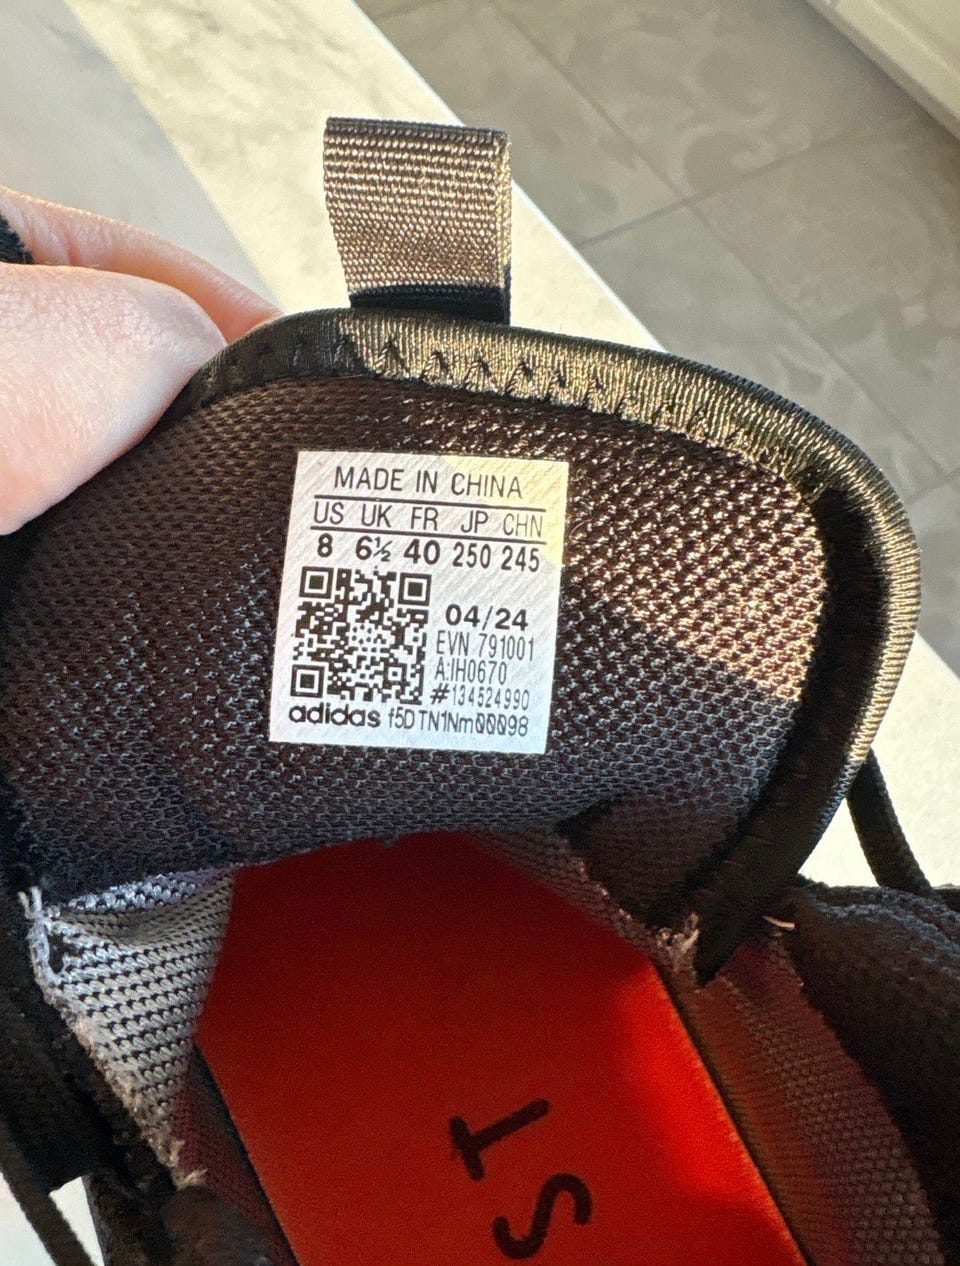 MADE IN CHINA
US UK FR JP CHN
8 6½ 40 250 245
04/24
EVN 791001
A:IH0670
#134524990
adidas f5DTN1Nm00098
ST